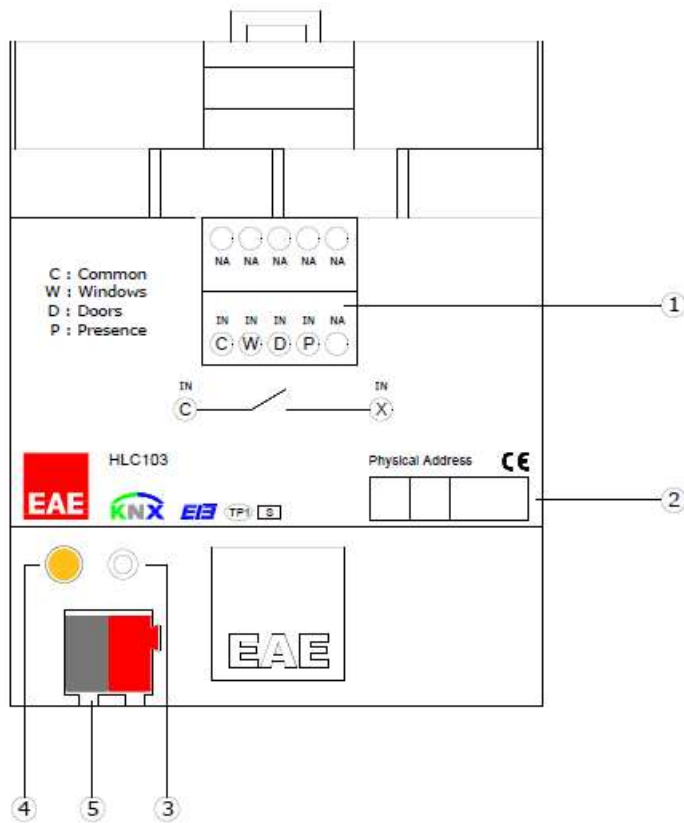 NA NA NA NA NA
C : Common
W : Windows
D : Doors
P : Presence
IN IN IN IN NA
C W D P
1
IN IN
C X
HLC103
Physical Address CE
EAE
KNX EIB TP1 S
2
EAE
4 5 3